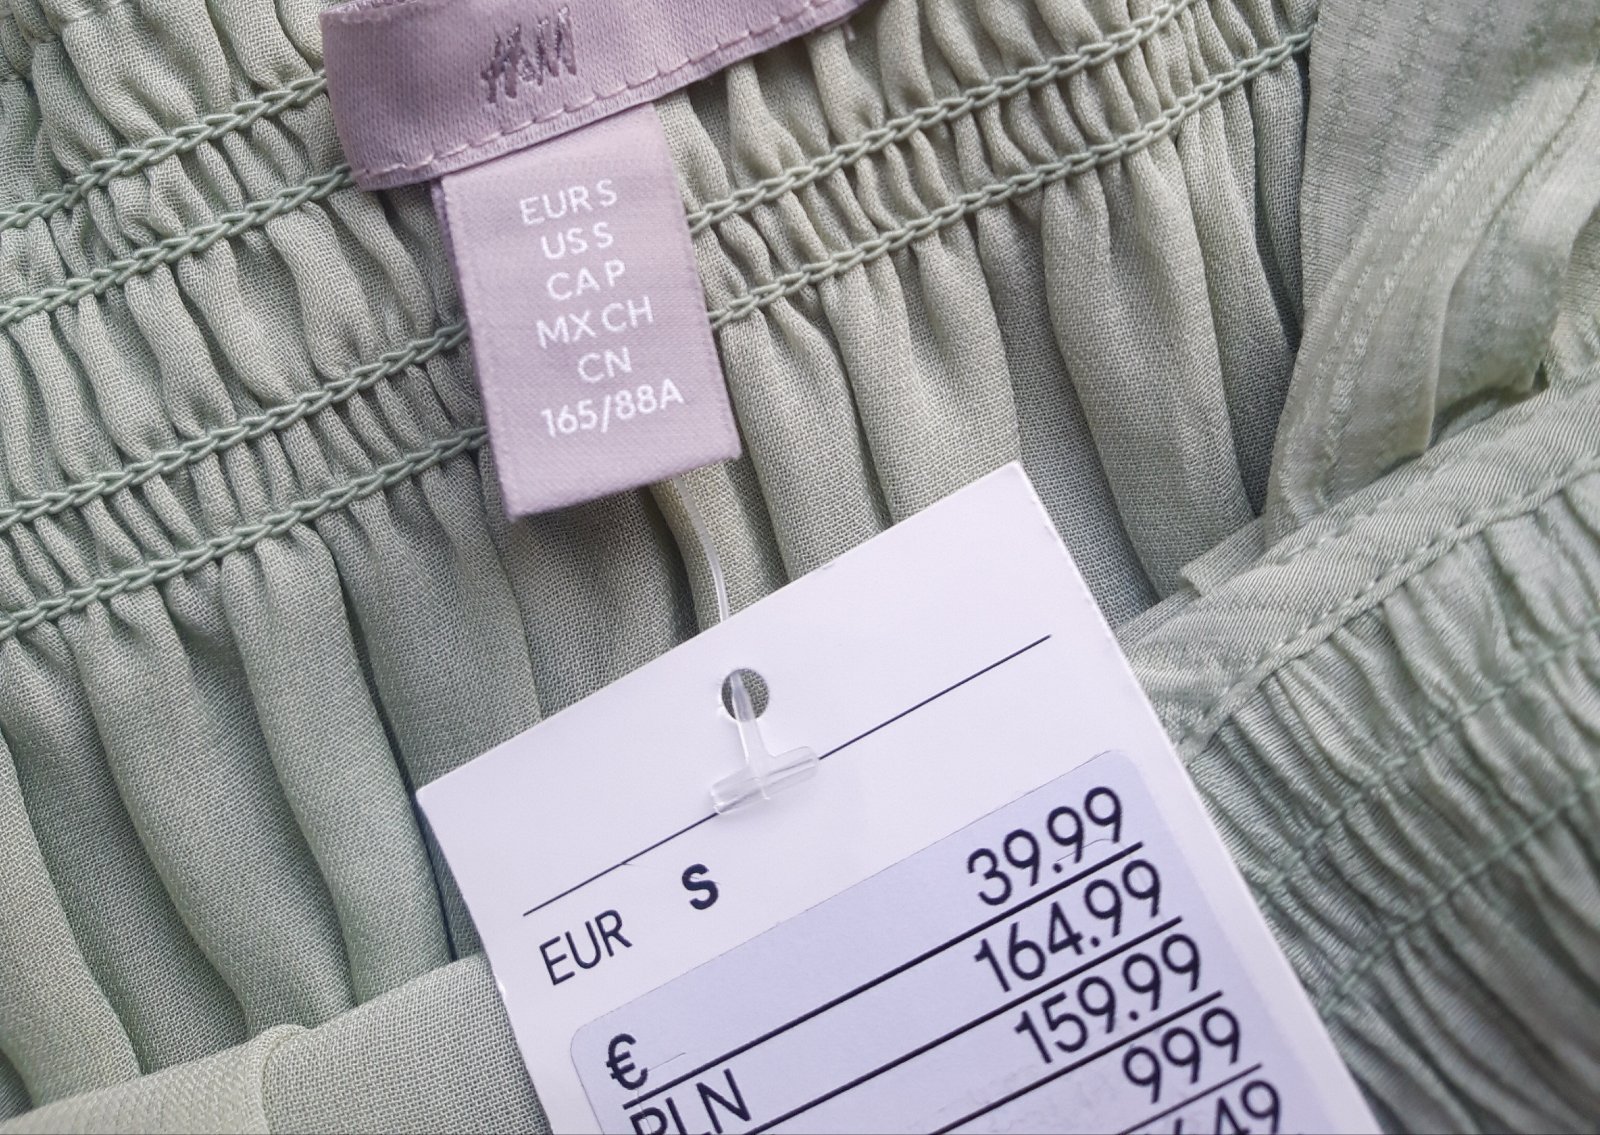 H&M
EUR S
US S
CA P
MX CH
CN
165/88A
EUR S
€ 39.99
PLN 164.99
159.99
999